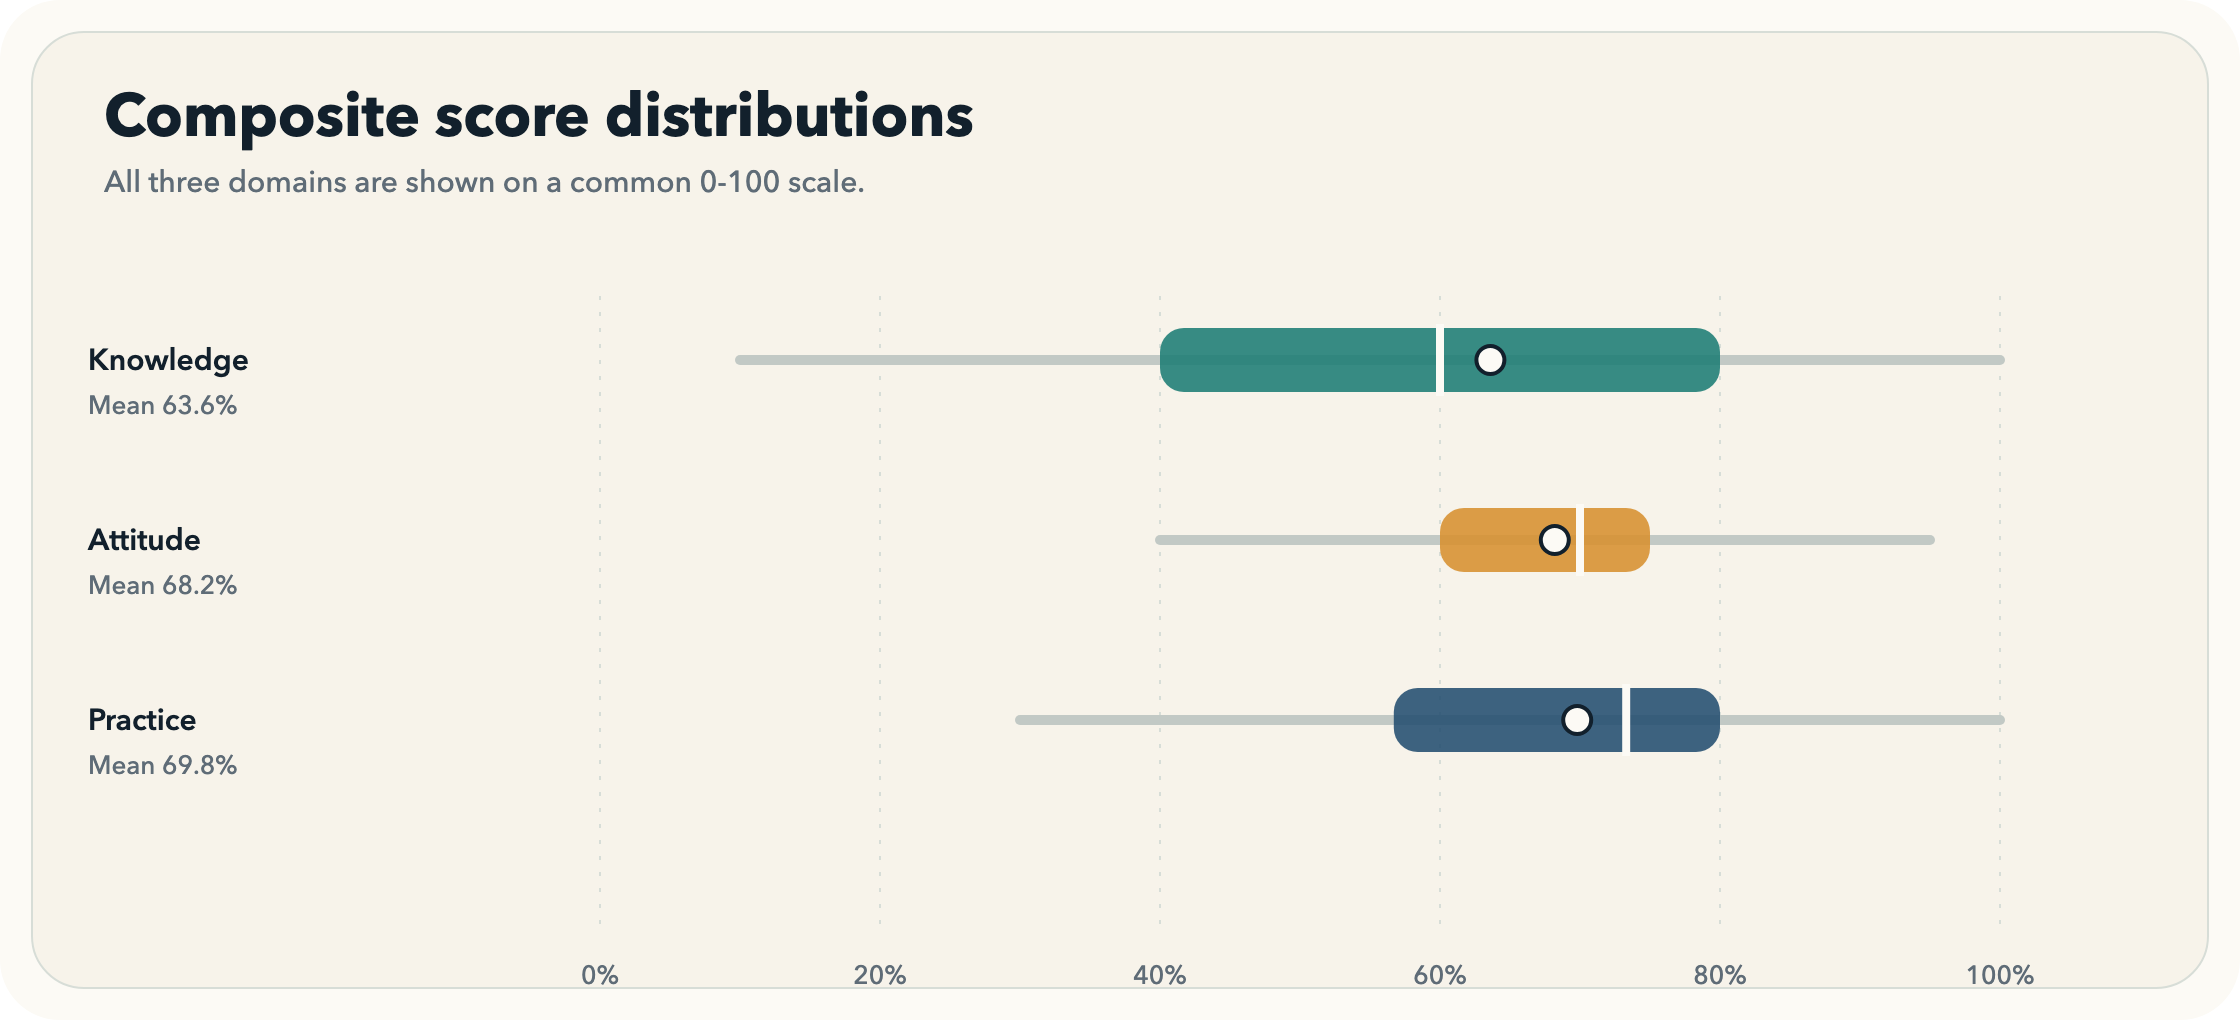 Composite score distributions
All three domains are shown on a common 0-100 scale.
Knowledge
Mean 63.6%
Attitude
Mean 68.2%
Practice
Mean 69.8%
0% 20% 40% 60% 80% 100%